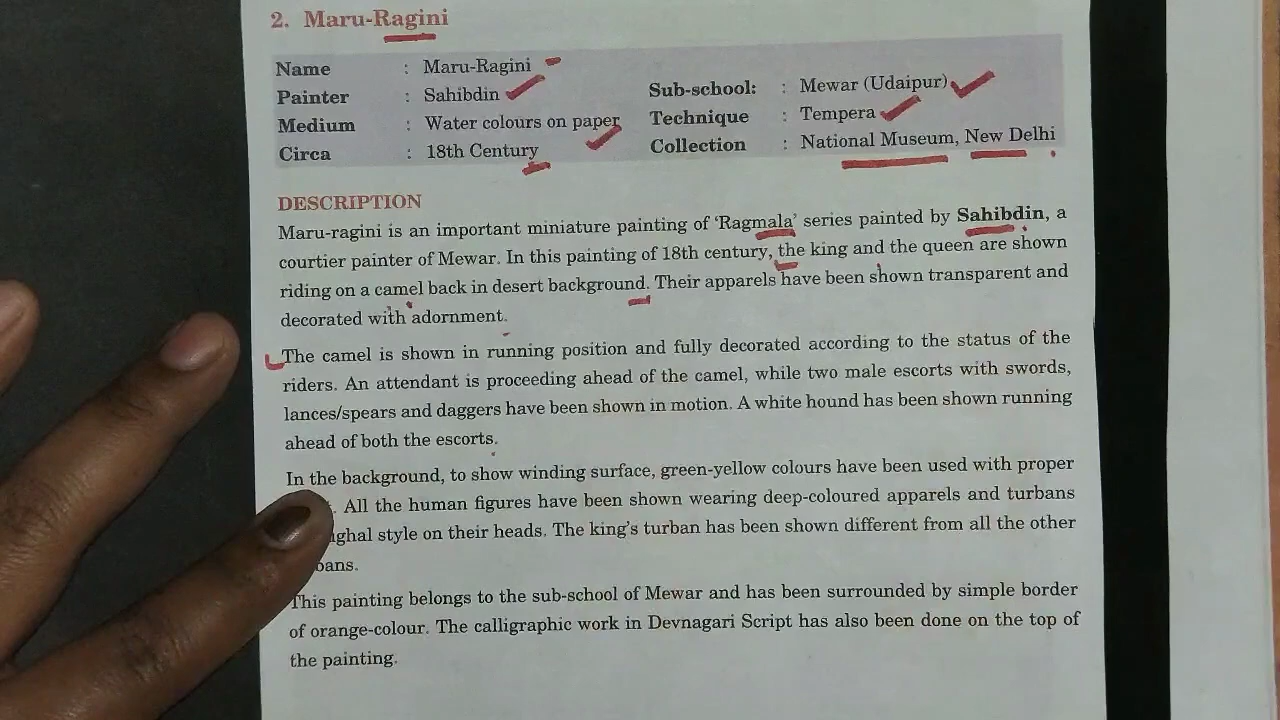 2. Maru-Ragini
Name : Maru-Ragini
Painter : Sahibdin
Medium : Water colours on paper
Circa : 18th Century
Sub-school: : Mewar (Udaipur)
Technique : Tempera
Collection : National Museum, New Delhi
DESCRIPTION
Maru-ragini is an important miniature painting of ‘Ragmala’ series painted by Sahibdin, a
courtier painter of Mewar. In this painting of 18th century, the king and the queen are shown
riding on a camel back in desert background. Their apparels have been shown transparent and
decorated with adornment.
The camel is shown in running position and fully decorated according to the status of the
riders. An attendant is proceeding ahead of the camel, while two male escorts with swords,
lances/spears and daggers have been shown in motion. A white hound has been shown running
ahead of both the escorts.
In the background, to show winding surface, green-yellow colours have been used with proper
. All the human figures have been shown wearing deep-coloured apparels and turbans
style on their heads. The king's turban has been shown different from all the other
This painting belongs to the sub-school of Mewar and has been surrounded by simple border
of orange-colour. The calligraphic work in Devnagari Script has also been done on the top of
the painting.